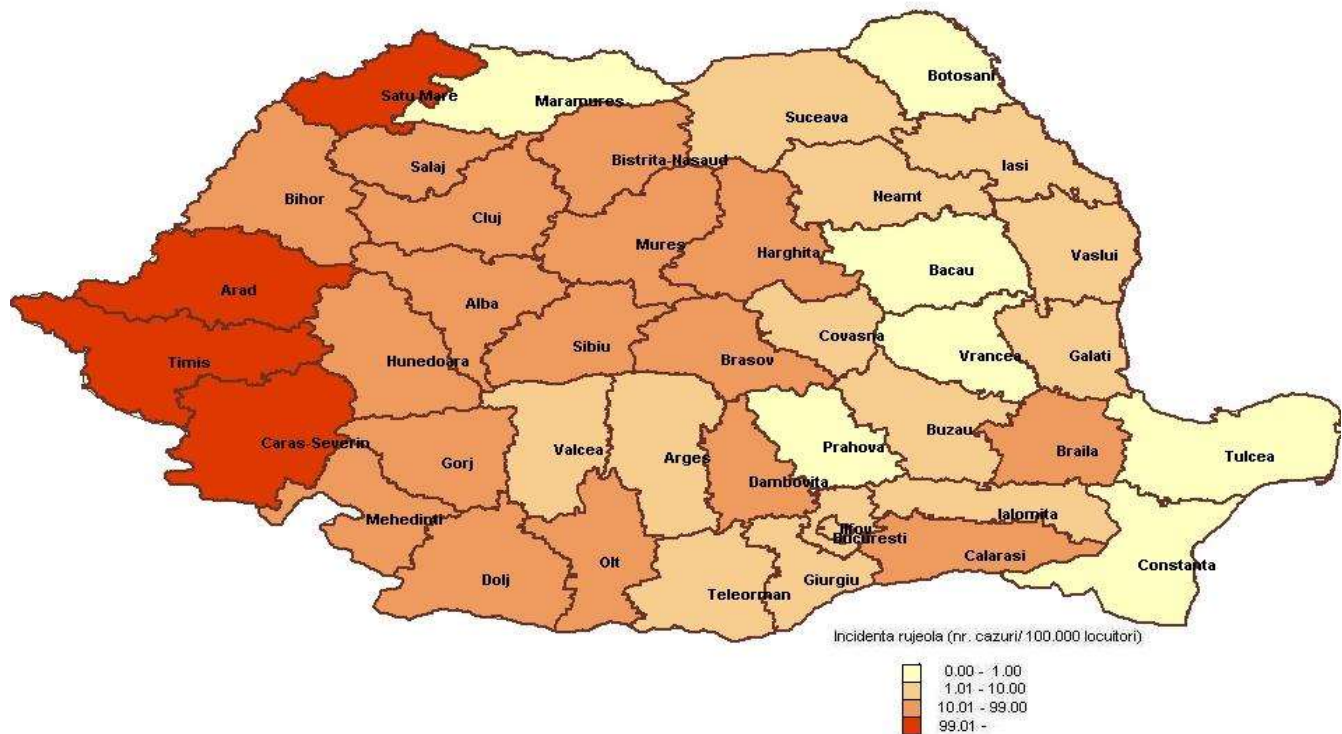 Botosani
Satu Mare
Maramures
Suceava
Bistrita-Nasaud
Salaj
Iasi
Neamt
Bihor
Cluj
Mures
Harghita
Vaslui
Bacau
Arad
Alba
Covasna
Sibiu
Brasov
Vrancea
Galati
Timis
Hunedoara
Buzau
Caras-Severin
Valcea
Arges
Prahova
Braila
Tulcea
Gorj
Dambovita
Mehedinti
Ialomita
Ilfov
Bucuresti
Calarasi
Constanta
Olt
Dolj
Giurgiu
Teleorman
Incidenta rujeola (nr. cazuri/ 100.000 locuitori)
0.00 - 1.00
1.01 - 10.00
10.01 - 99.00
99.01 -